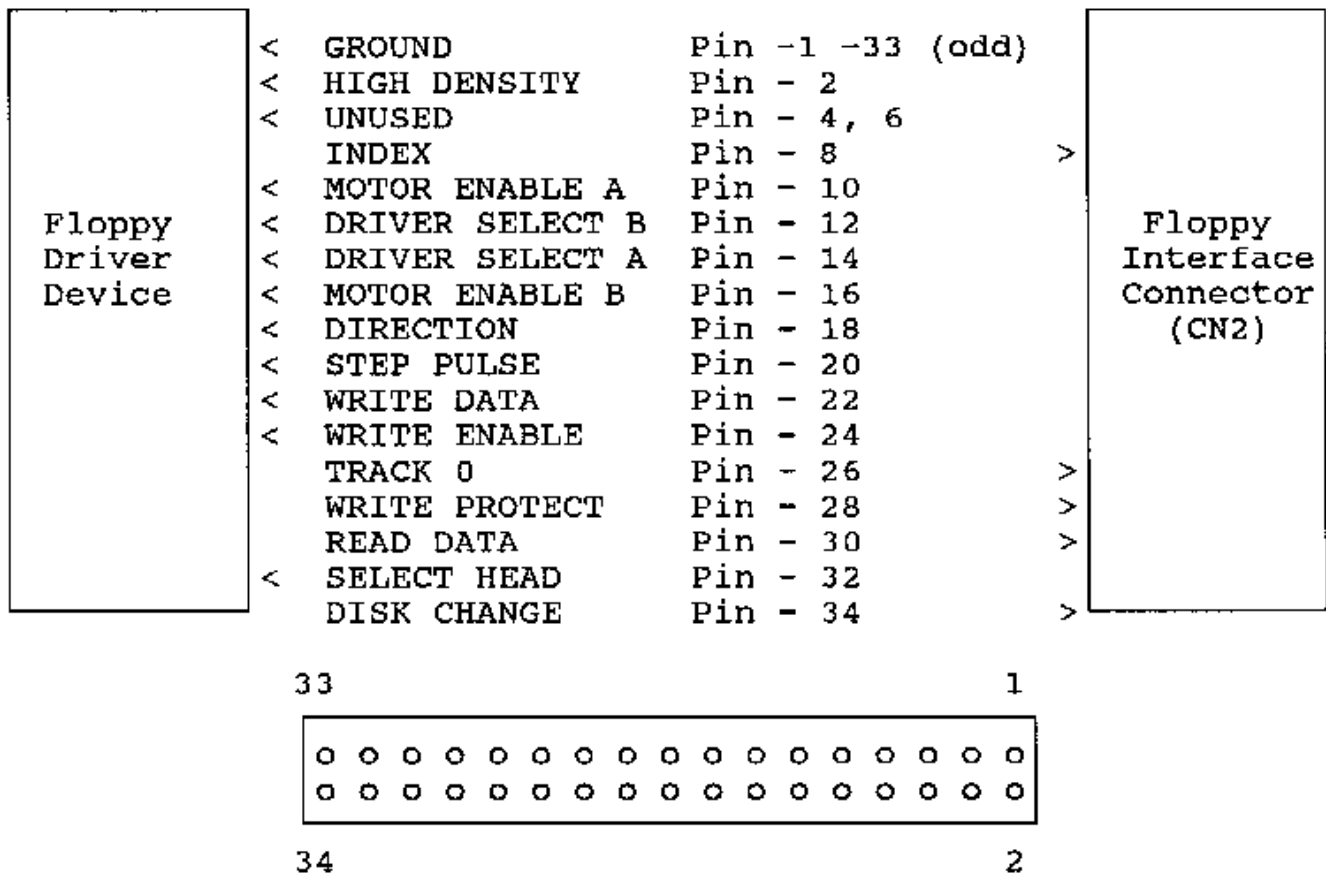 < GROUND Pin -1 -33 (odd)
< HIGH DENSITY Pin - 2
< UNUSED Pin - 4, 6
INDEX Pin - 8 >
< MOTOR ENABLE A Pin - 10
Floppy < DRIVER SELECT B Pin - 12 Floppy
Driver < DRIVER SELECT A Pin - 14 Interface
Device < MOTOR ENABLE B Pin - 16 Connector
< DIRECTION Pin - 18 (CN2)
< STEP PULSE Pin - 20
< WRITE DATA Pin - 22
< WRITE ENABLE Pin - 24
TRACK 0 Pin - 26 >
WRITE PROTECT Pin - 28 >
READ DATA Pin - 30 >
< SELECT HEAD Pin - 32
DISK CHANGE Pin - 34 >
33 1
34 2